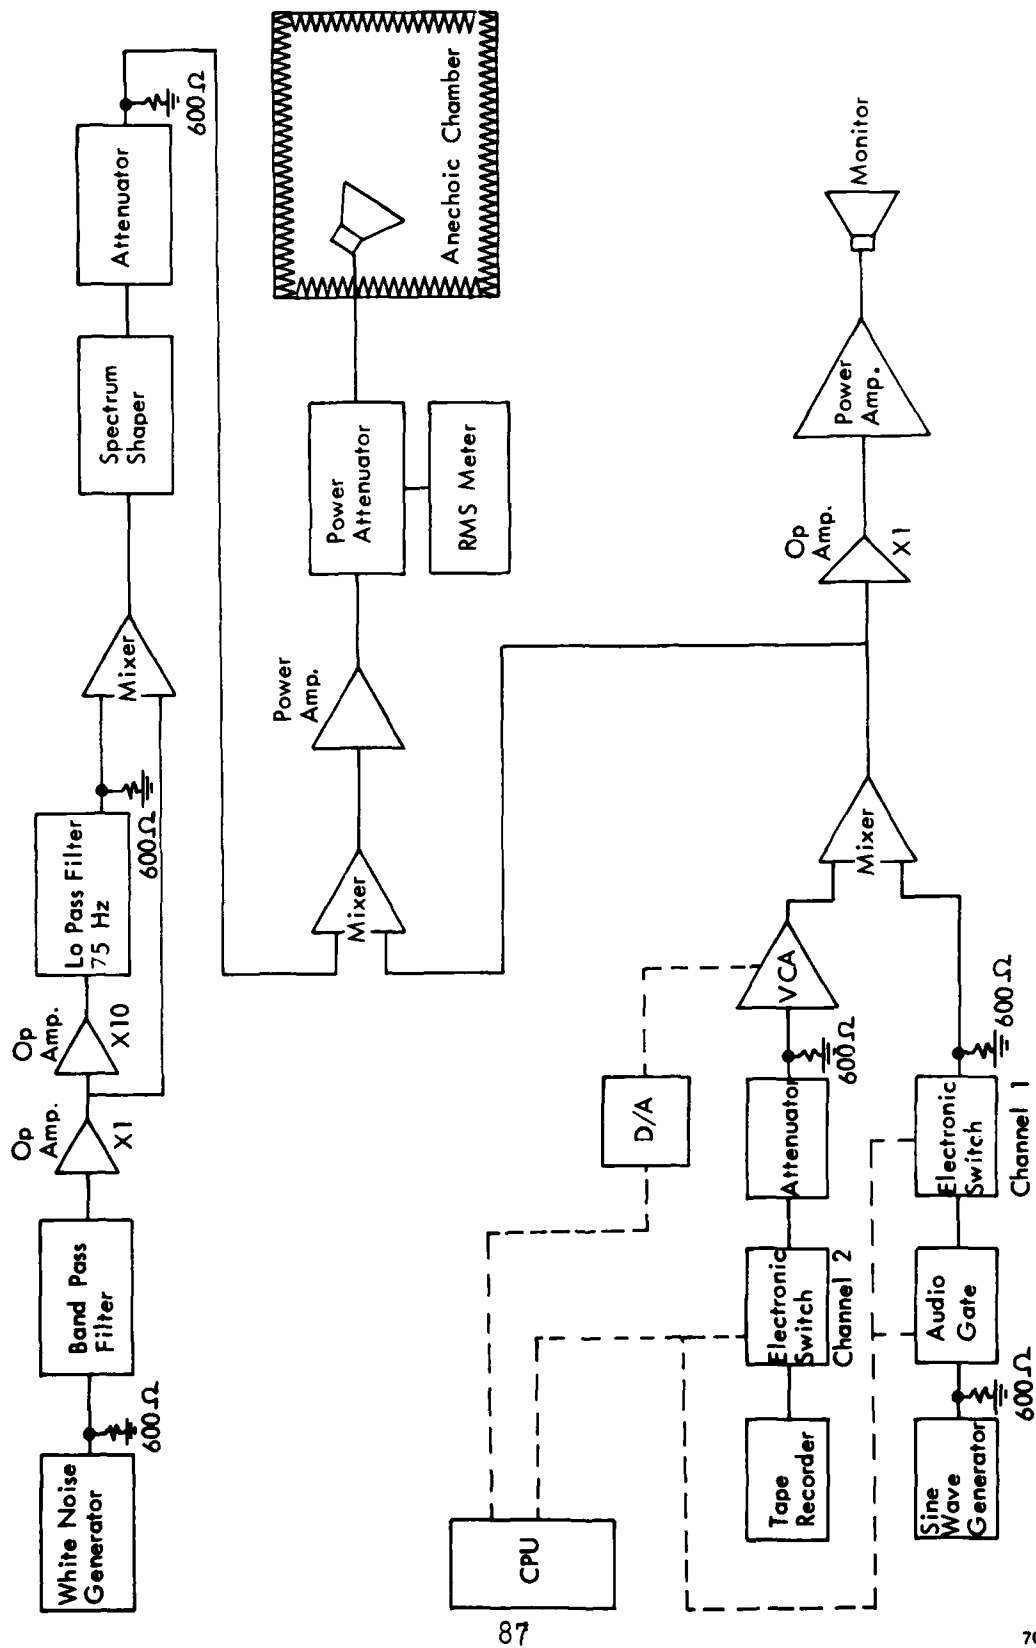 White Noise
Generator
600Ω
Band Pass
Filter
Op
Amp.
X1
Op
Amp.
X10
Lo Pass Filter
75 Hz
600Ω
Mixer
Spectrum
Shaper
Attenuator
600Ω
Mixer
Power
Amp.
Power
Attenuator
RMS Meter
Anechoic Chamber
CPU
D/A
Tape
Recorder
Electronic
Switch
Channel 2
Attenuator
600Ω
VCA
Sine
Wave
Generator
600Ω
Audio
Gate
Electronic
Switch
Channel 1
600Ω
Mixer
Op
Amp.
X1
Power
Amp.
Monitor
87